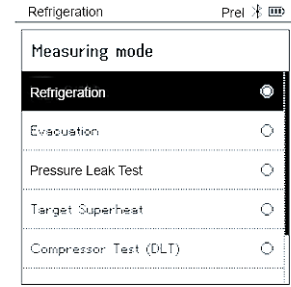 Refrigeration Prel
Measuring mode
Refrigeration
Evacuation
Pressure Leak Test
Target Superheat
Compressor Test (DLT)